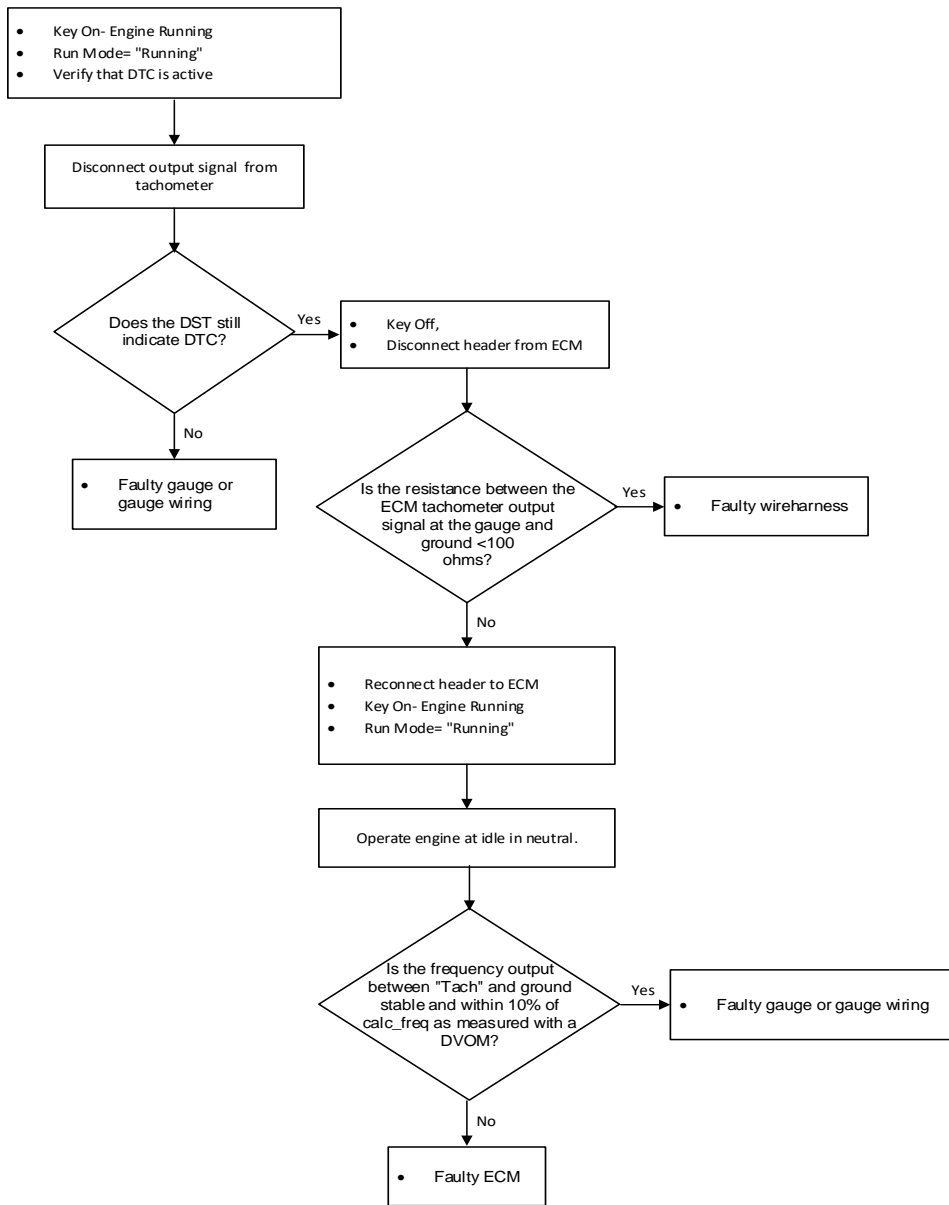 • Key On- Engine Running
• Run Mode= "Running"
• Verify that DTC is active
Disconnect output signal from
tachometer
Does the DST still
indicate DTC?
Yes
• Key Off,
• Disconnect header from ECM
No
• Faulty gauge or
gauge wiring
Is the resistance between the
ECM tachometer output
signal at the gauge and
ground <100
ohms?
Yes
• Faulty wireharness
No
• Reconnect header to ECM
• Key On- Engine Running
• Run Mode= "Running"
Operate engine at idle in neutral.
Is the frequency output
between "Tach" and ground
stable and within 10% of
calc_freq as measured with a
DVOM?
Yes
• Faulty gauge or gauge wiring
No
• Faulty ECM